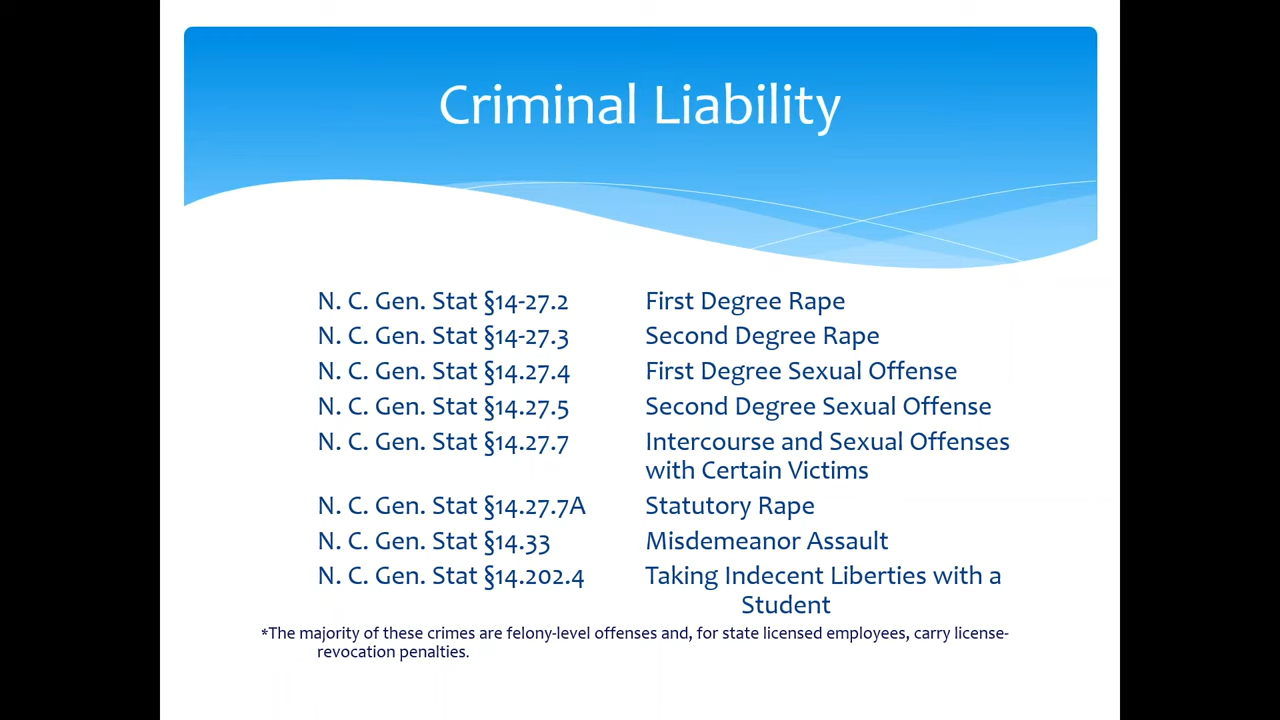 Criminal Liability
N. C. Gen. Stat §14-27.2 First Degree Rape
N. C. Gen. Stat §14-27.3 Second Degree Rape
N. C. Gen. Stat §14.27.4 First Degree Sexual Offense
N. C. Gen. Stat §14.27.5 Second Degree Sexual Offense
N. C. Gen. Stat §14.27.7 Intercourse and Sexual Offenses
with Certain Victims
N. C. Gen. Stat §14.27.7A Statutory Rape
N. C. Gen. Stat §14.33 Misdemeanor Assault
N. C. Gen. Stat §14.202.4 Taking Indecent Liberties with a
Student
*The majority of these crimes are felony-level offenses and, for state licensed employees, carry license-
revocation penalties.